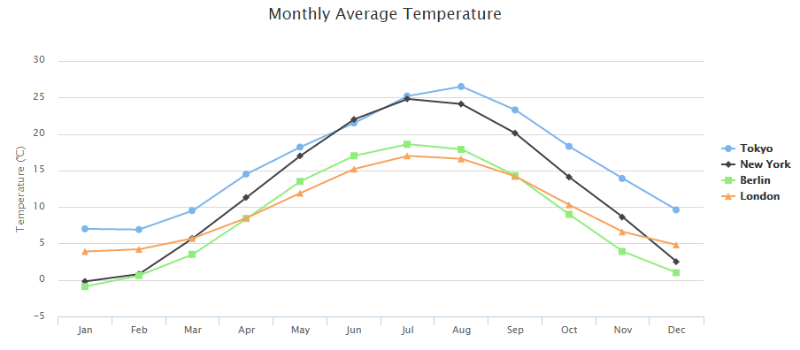 Monthly Average Temperature
Temperature (°C)
30
25
20
15
10
5
0
−5
Jan Feb Mar Apr May Jun Jul Aug Sep Oct Nov Dec
Tokyo
New York
Berlin
London